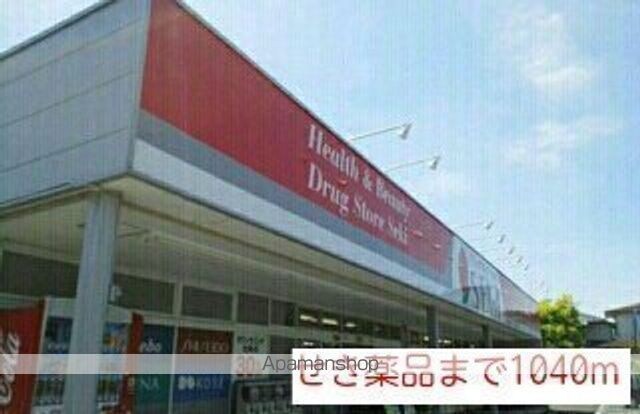 Health & Beauty
Drug Store Seki
SEKI
SHISEIDO
KOSE
Apamanshop
せき薬品まで1040m